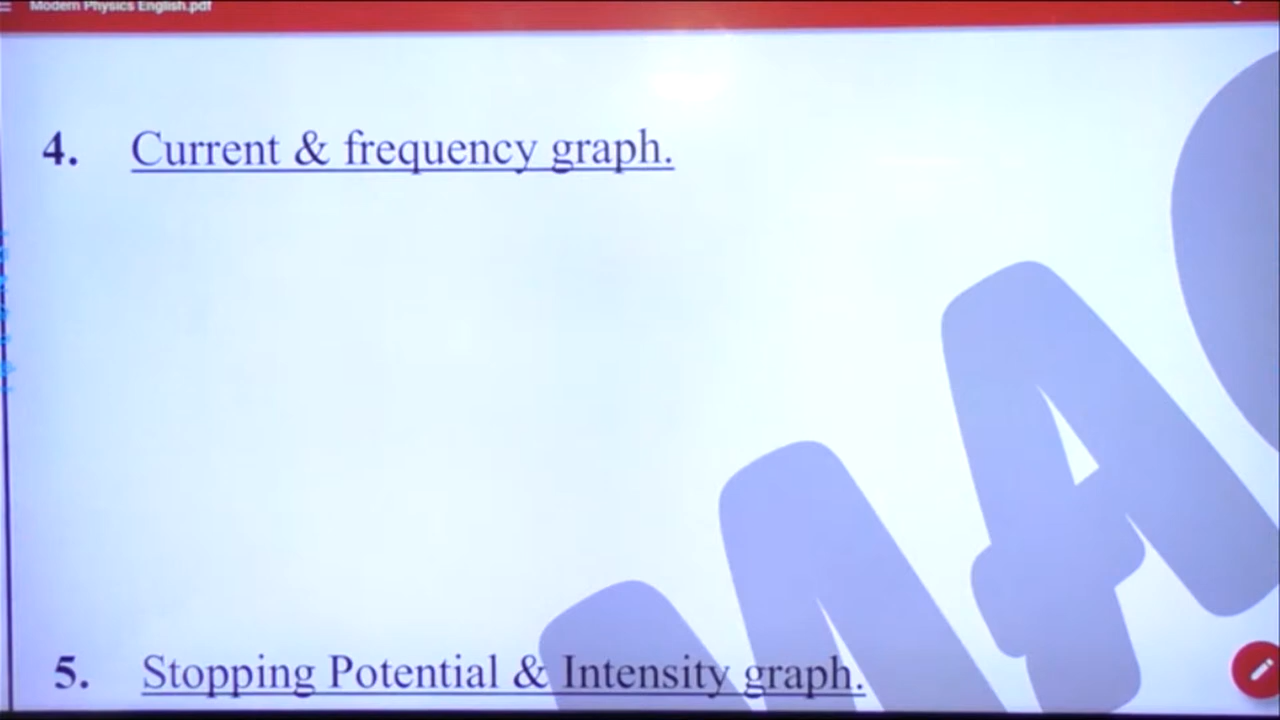 Modern Physics English.pdf
4. Current & frequency graph.
5. Stopping Potential & Intensity graph.